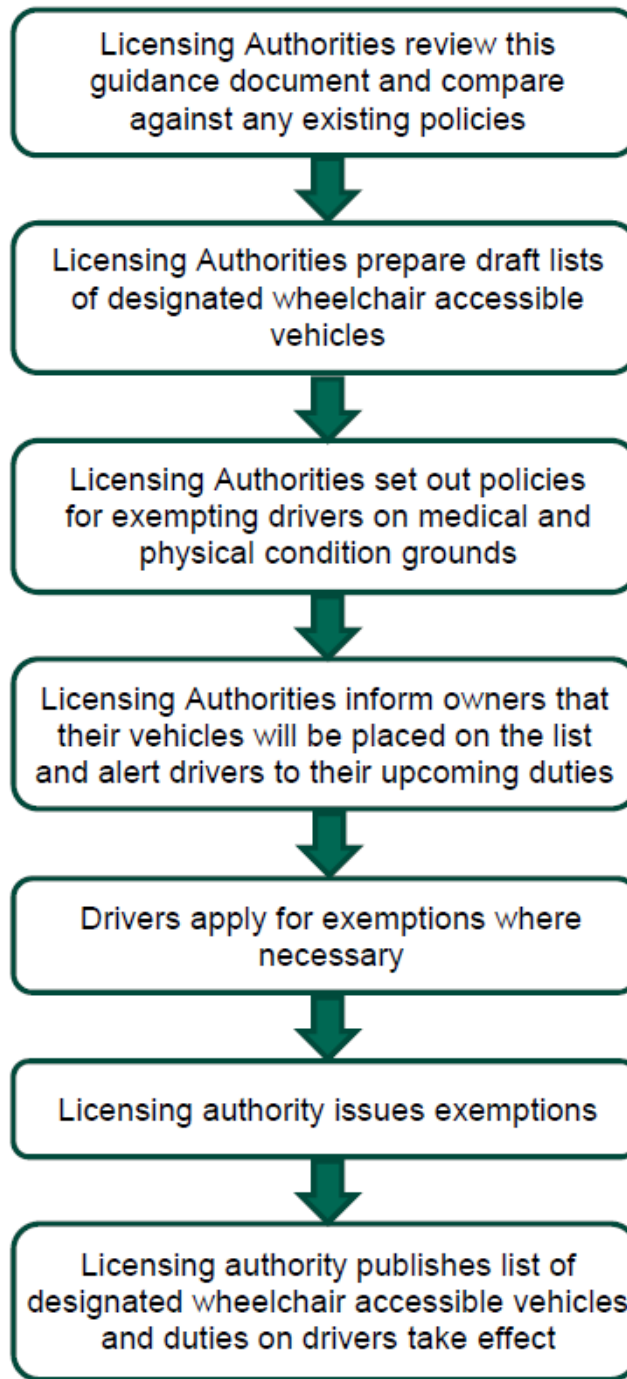 Licensing Authorities review this
guidance document and compare
against any existing policies
Licensing Authorities prepare draft lists
of designated wheelchair accessible
vehicles
Licensing Authorities set out policies
for exempting drivers on medical and
physical condition grounds
Licensing Authorities inform owners that
their vehicles will be placed on the list
and alert drivers to their upcoming duties
Drivers apply for exemptions where
necessary
Licensing authority issues exemptions
Licensing authority publishes list of
designated wheelchair accessible vehicles
and duties on drivers take effect